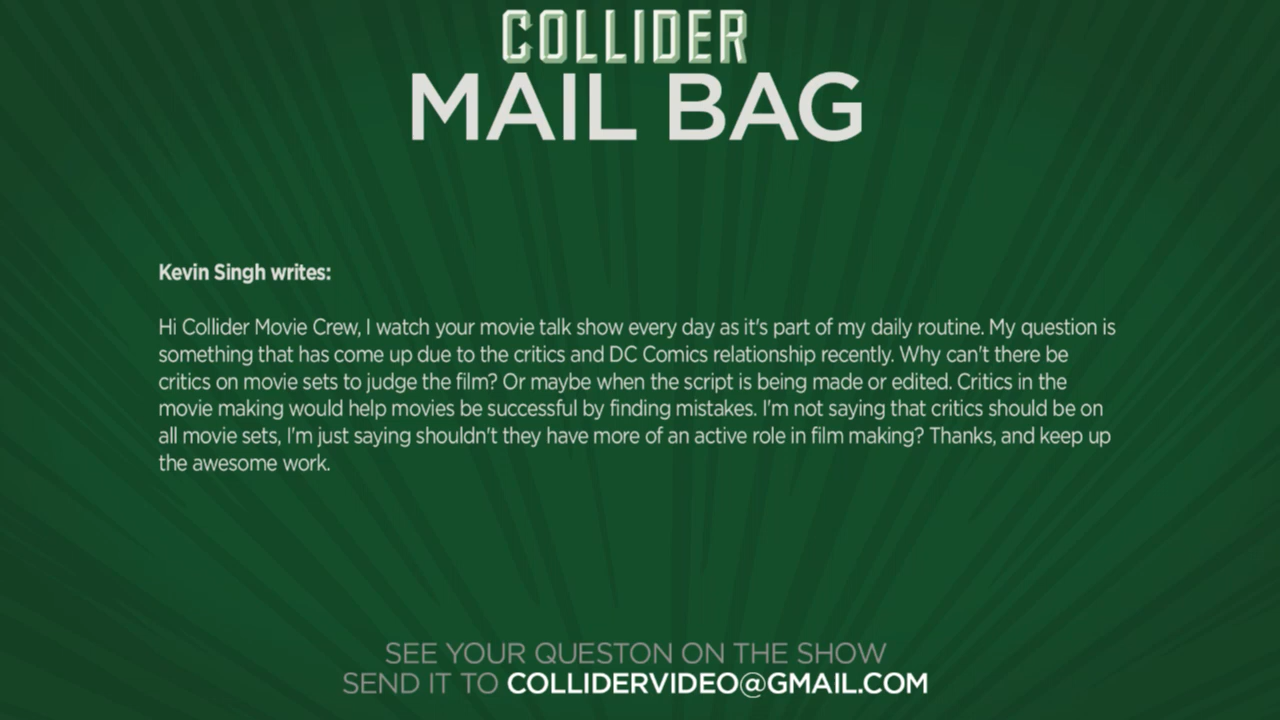 COLLIDER
MAIL BAG
Kevin Singh writes:
Hi Collider Movie Crew, I watch your movie talk show every day as it's part of my daily routine. My question is
something that has come up due to the critics and DC Comics relationship recently. Why can't there be
critics on movie sets to judge the film? Or maybe when the script is being made or edited. Critics in the
movie making would help movies be successful by finding mistakes. I'm not saying that critics should be on
all movie sets, I'm just saying shouldn't they have more of an active role in film making? Thanks, and keep up
the awesome work.
SEE YOUR QUESTON ON THE SHOW
SEND IT TO COLLIDERVIDEO@GMAIL.COM